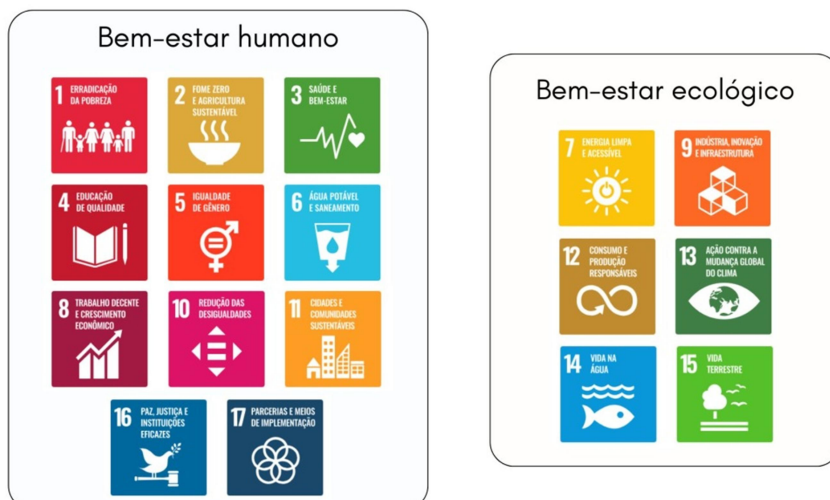 Bem-estar humano
1 ERRADICAÇÃO
DA POBREZA
2 FOME ZERO
E AGRICULTURA
SUSTENTÁVEL
3 SAÚDE E
BEM-ESTAR
4 EDUCAÇÃO
DE QUALIDADE
5 IGUALDADE
DE GÊNERO
6 ÁGUA POTÁVEL
E SANEAMENTO
8 TRABALHO DECENTE
E CRESCIMENTO
ECONÔMICO
10 REDUÇÃO DAS
DESIGUALDADES
11 CIDADES E
COMUNIDADES
SUSTENTÁVEIS
16 PAZ, JUSTIÇA E
INSTITUIÇÕES
EFICAZES
17 PARCERIAS E MEIOS
DE IMPLEMENTAÇÃO
Bem-estar ecológico
7 ENERGIA LIMPA
E ACESSÍVEL
9 INDÚSTRIA, INOVAÇÃO
E INFRAESTRUTURA
12 CONSUMO E
PRODUÇÃO
RESPONSÁVEIS
13 AÇÃO CONTRA A
MUDANÇA GLOBAL
DO CLIMA
14 VIDA NA
ÁGUA
15 VIDA
TERRESTRE